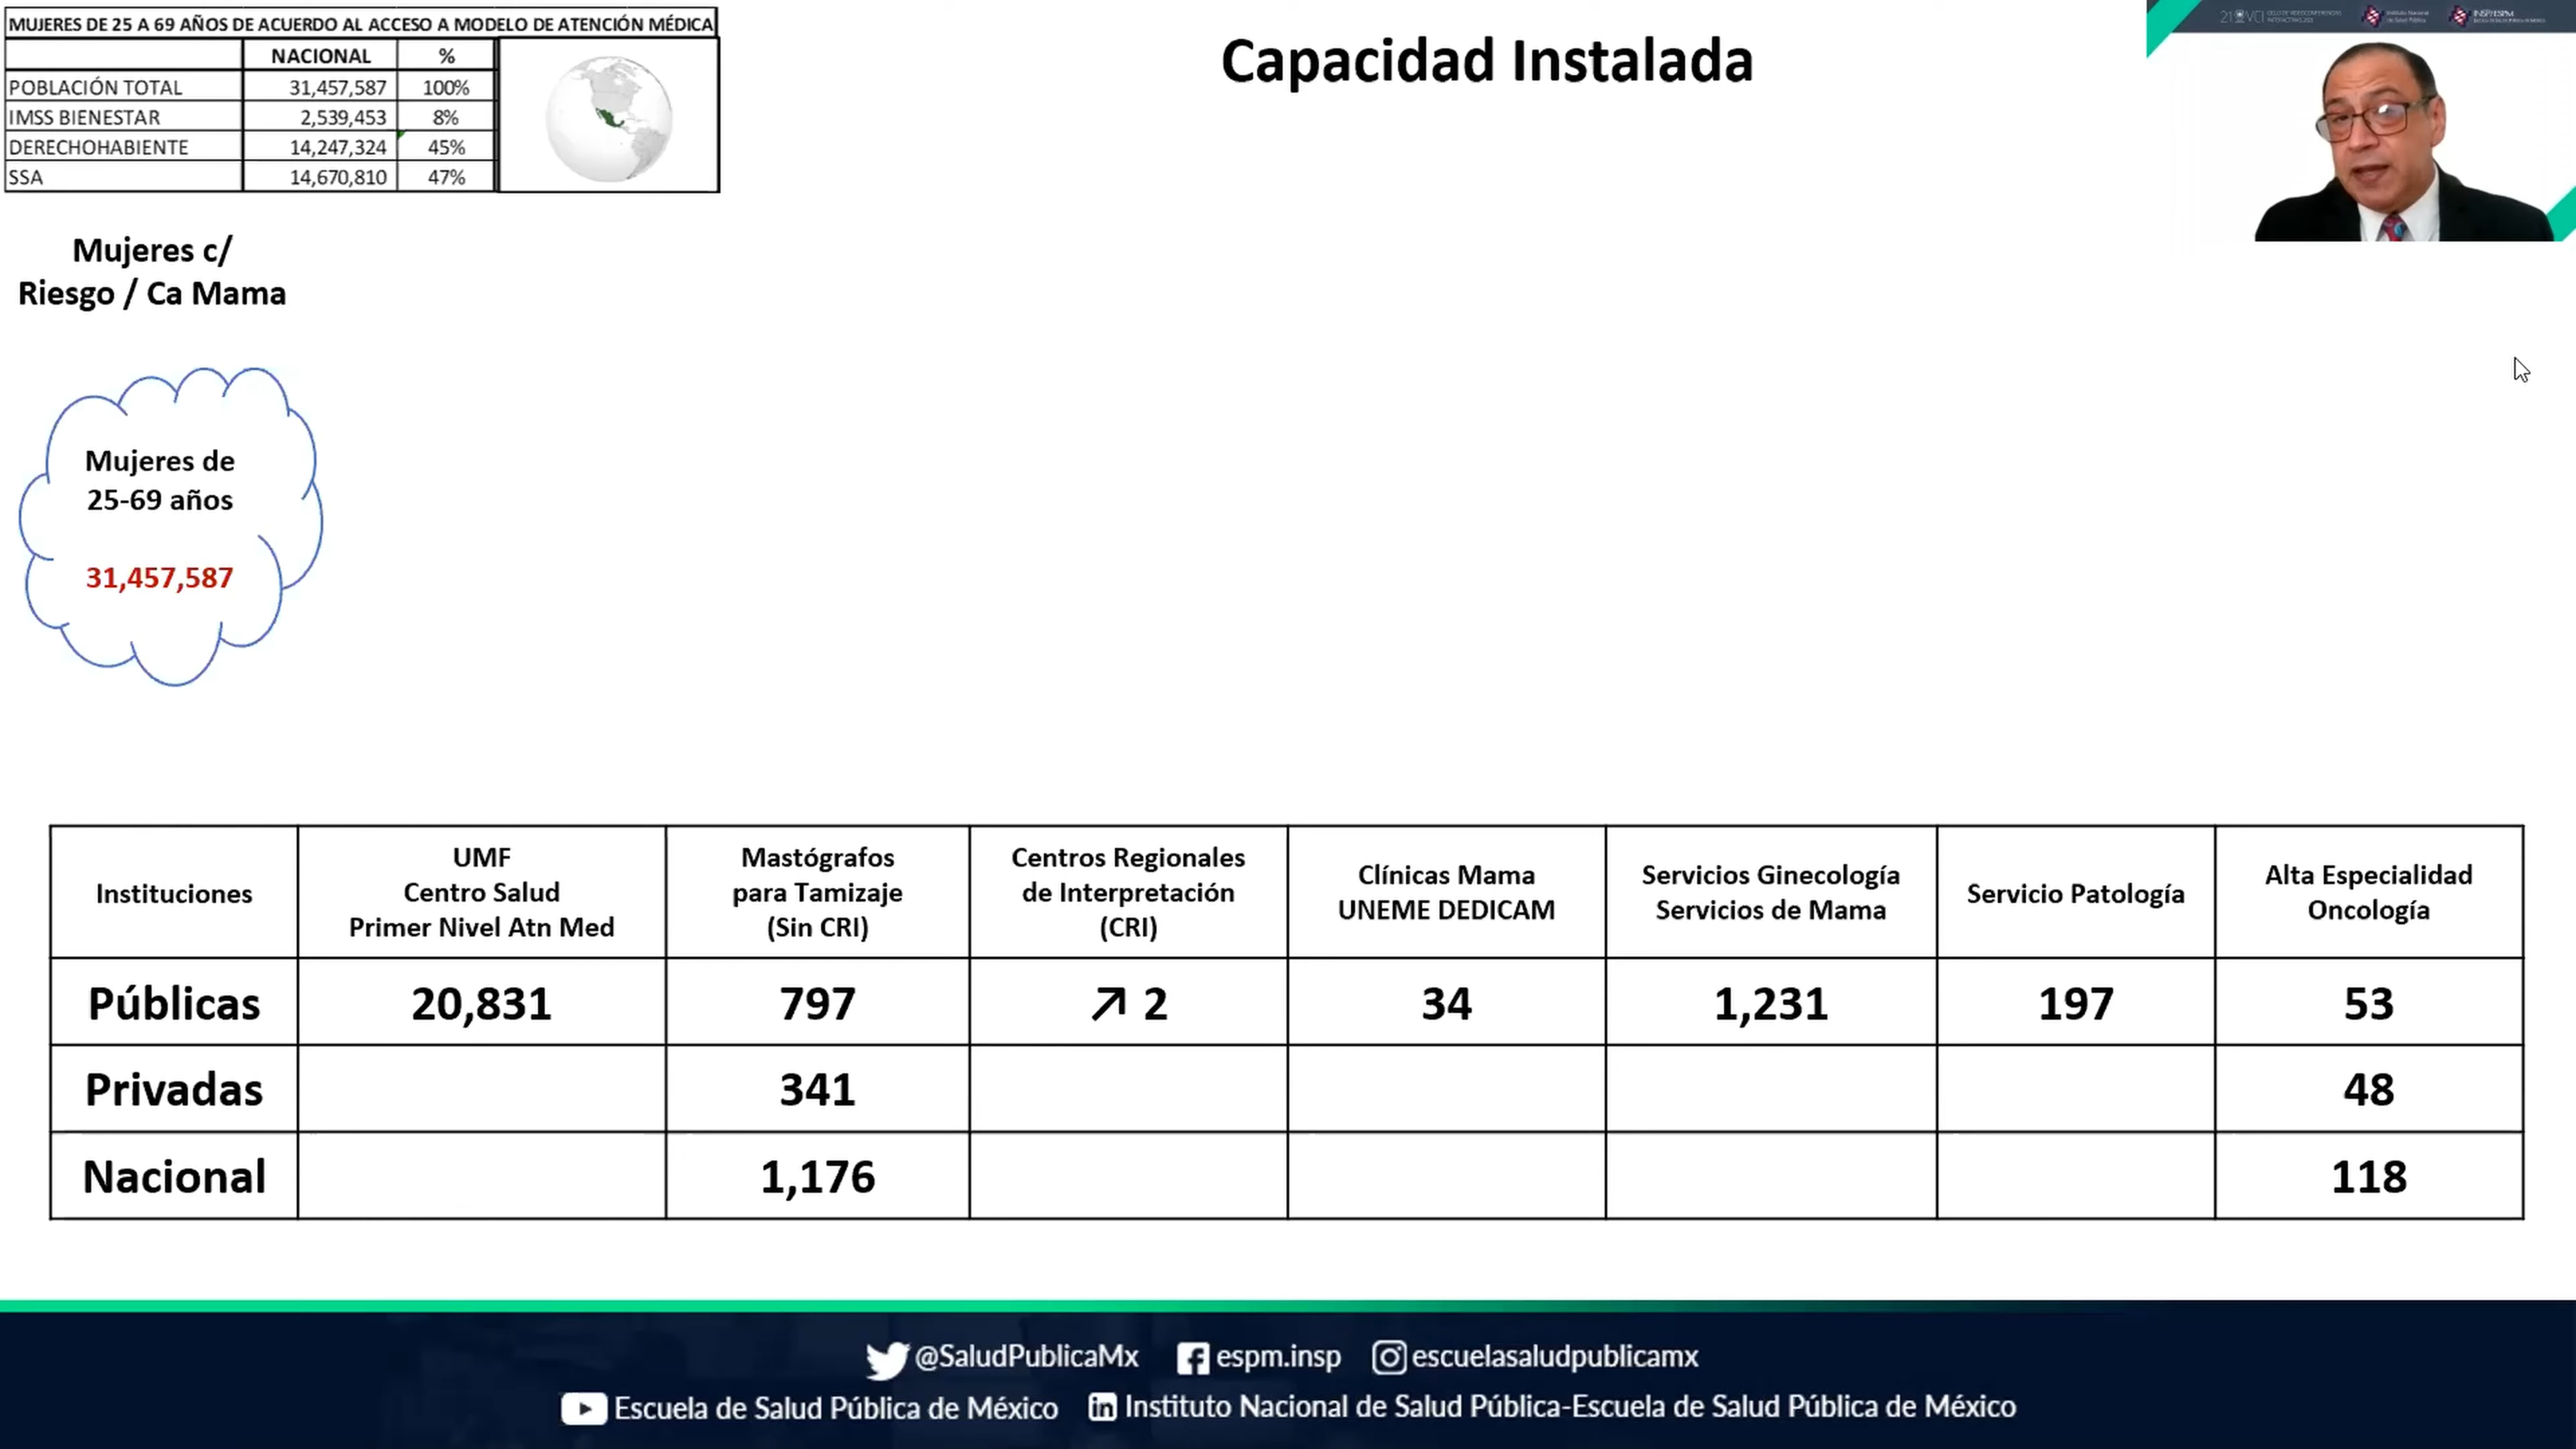 MUJERES DE 25 A 69 AÑOS DE ACUERDO AL ACCESO A MODELO DE ATENCIÓN MÉDICA
NACIONAL %
POBLACIÓN TOTAL 31,457,587 100%
IMSS BIENESTAR 2,539,453 8%
DERECHOHABIENTE 14,247,324 45%
SSA 14,670,810 47%
Capacidad Instalada
Mujeres c/
Riesgo / Ca Mama
Mujeres de
25-69 años
31,457,587
Instituciones
UMF
Centro Salud
Primer Nivel Atn Med
Mastógrafos
para Tamizaje
(Sin CRI)
Centros Regionales
de Interpretación
(CRI)
Clínicas Mama
UNEME DEDICAM
Servicios Ginecología
Servicios de Mama
Servicio Patología
Alta Especialidad
Oncología
Públicas 20,831 797 ↗ 2 34 1,231 197 53
Privadas 341 48
Nacional 1,176 118
@SaludPublicaMx espm.insp escuelasaludpublicamx
Escuela de Salud Pública de México Instituto Nacional de Salud Pública-Escuela de Salud Pública de México